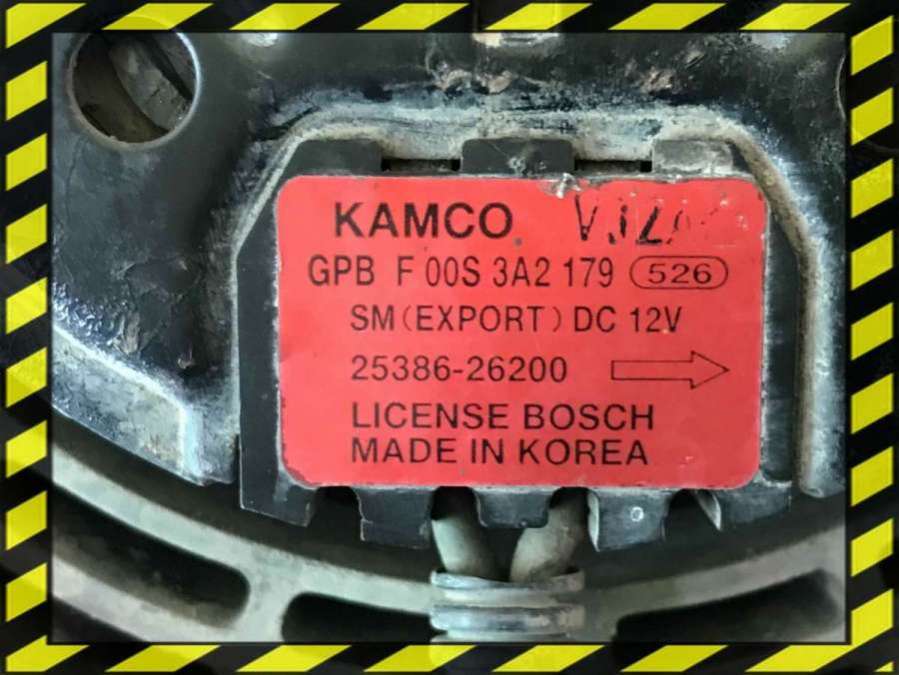 KAMCO
GPB F 00S 3A2 179 526
SM (EXPORT) DC 12V
25386-26200
LICENSE BOSCH
MADE IN KOREA